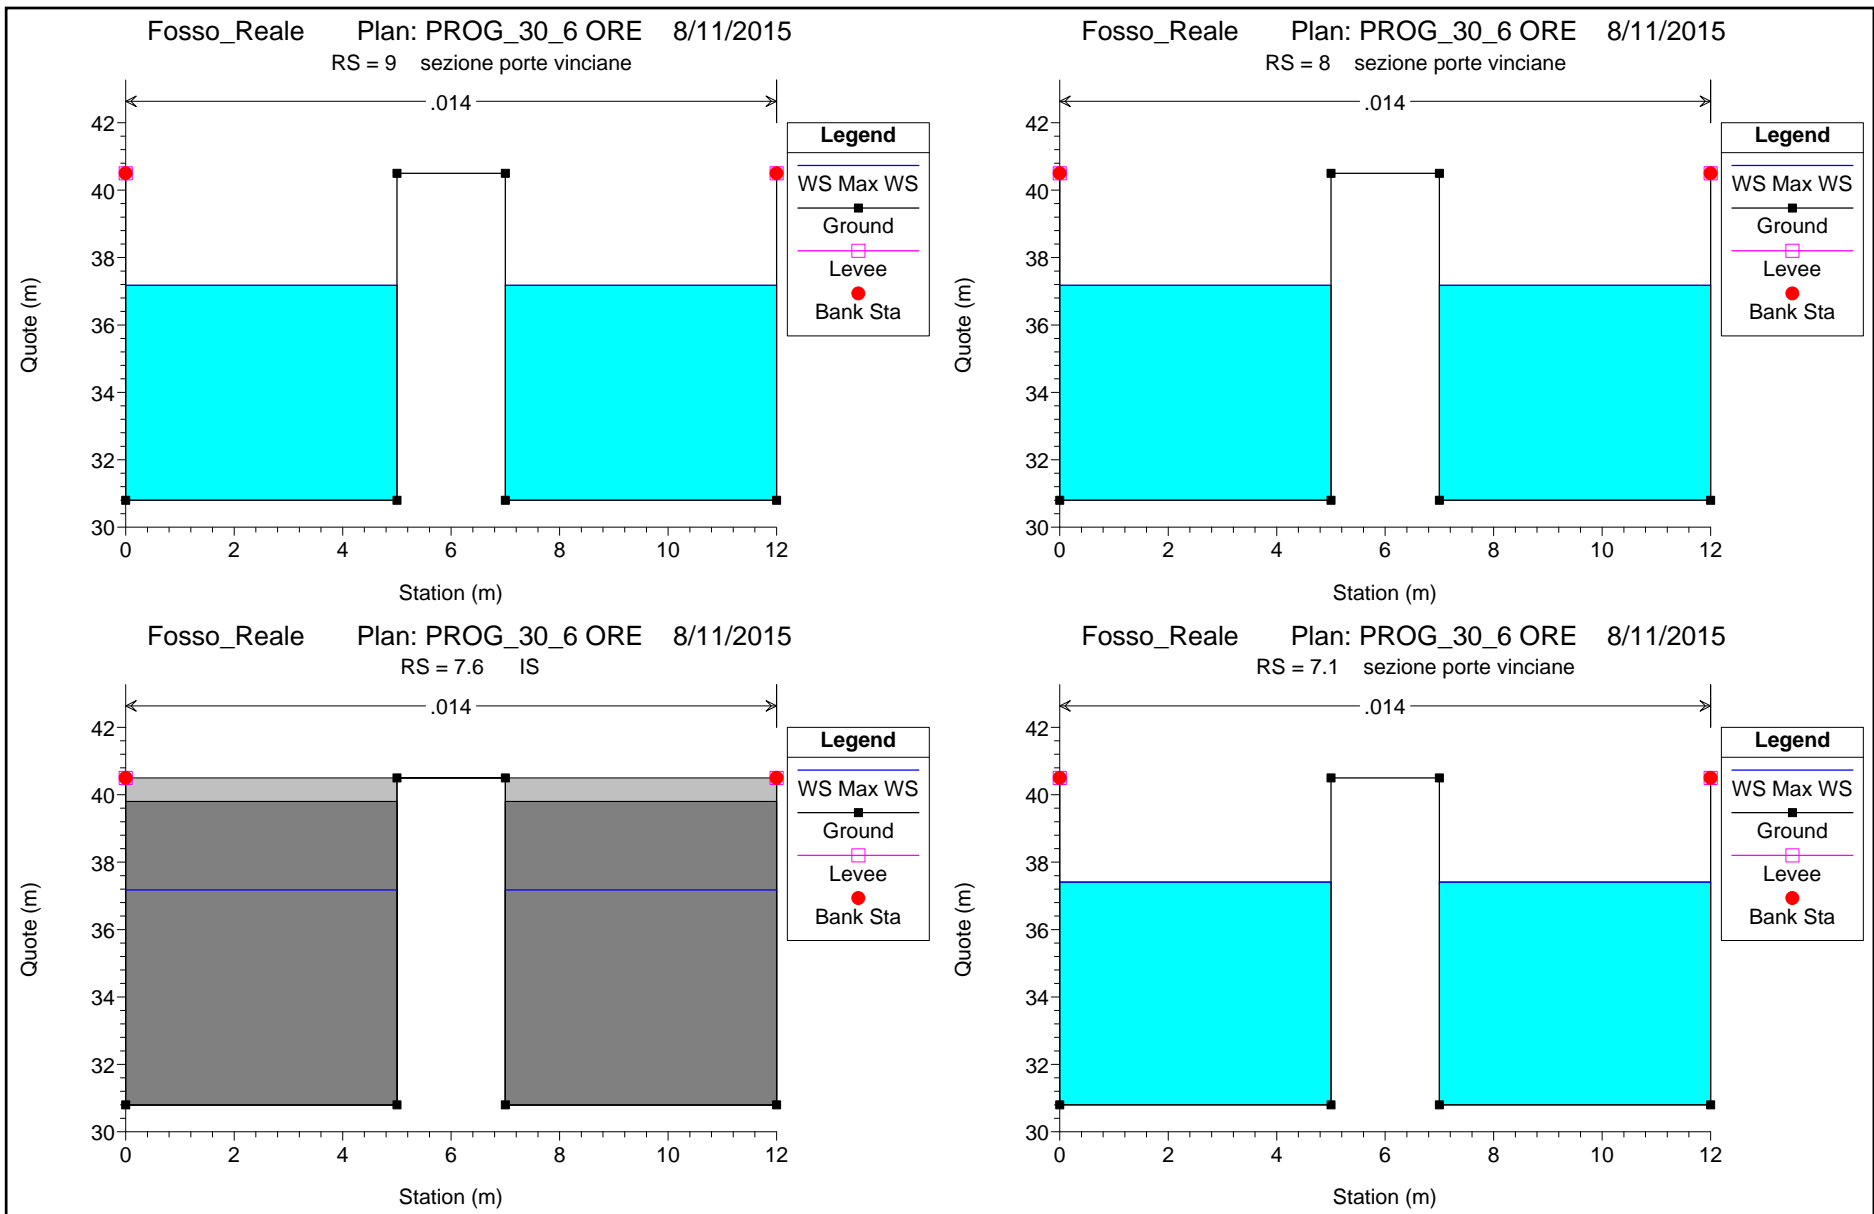 Fosso_Reale Plan: PROG_30_6 ORE 8/11/2015
RS = 9 sezione porte vinciane
.014
42
40
38
36
34
32
30
0 2 4 6 8 10 12
Station (m)
Quote (m)
Legend
WS Max WS
Ground
Levee
Bank Sta
Fosso_Reale Plan: PROG_30_6 ORE 8/11/2015
RS = 8 sezione porte vinciane
.014
42
40
38
36
34
32
30
0 2 4 6 8 10 12
Station (m)
Quote (m)
Legend
WS Max WS
Ground
Levee
Bank Sta
Fosso_Reale Plan: PROG_30_6 ORE 8/11/2015
RS = 7.6 IS
.014
42
40
38
36
34
32
30
0 2 4 6 8 10 12
Station (m)
Quote (m)
Legend
WS Max WS
Ground
Levee
Bank Sta
Fosso_Reale Plan: PROG_30_6 ORE 8/11/2015
RS = 7.1 sezione porte vinciane
.014
42
40
38
36
34
32
30
0 2 4 6 8 10 12
Station (m)
Quote (m)
Legend
WS Max WS
Ground
Levee
Bank Sta